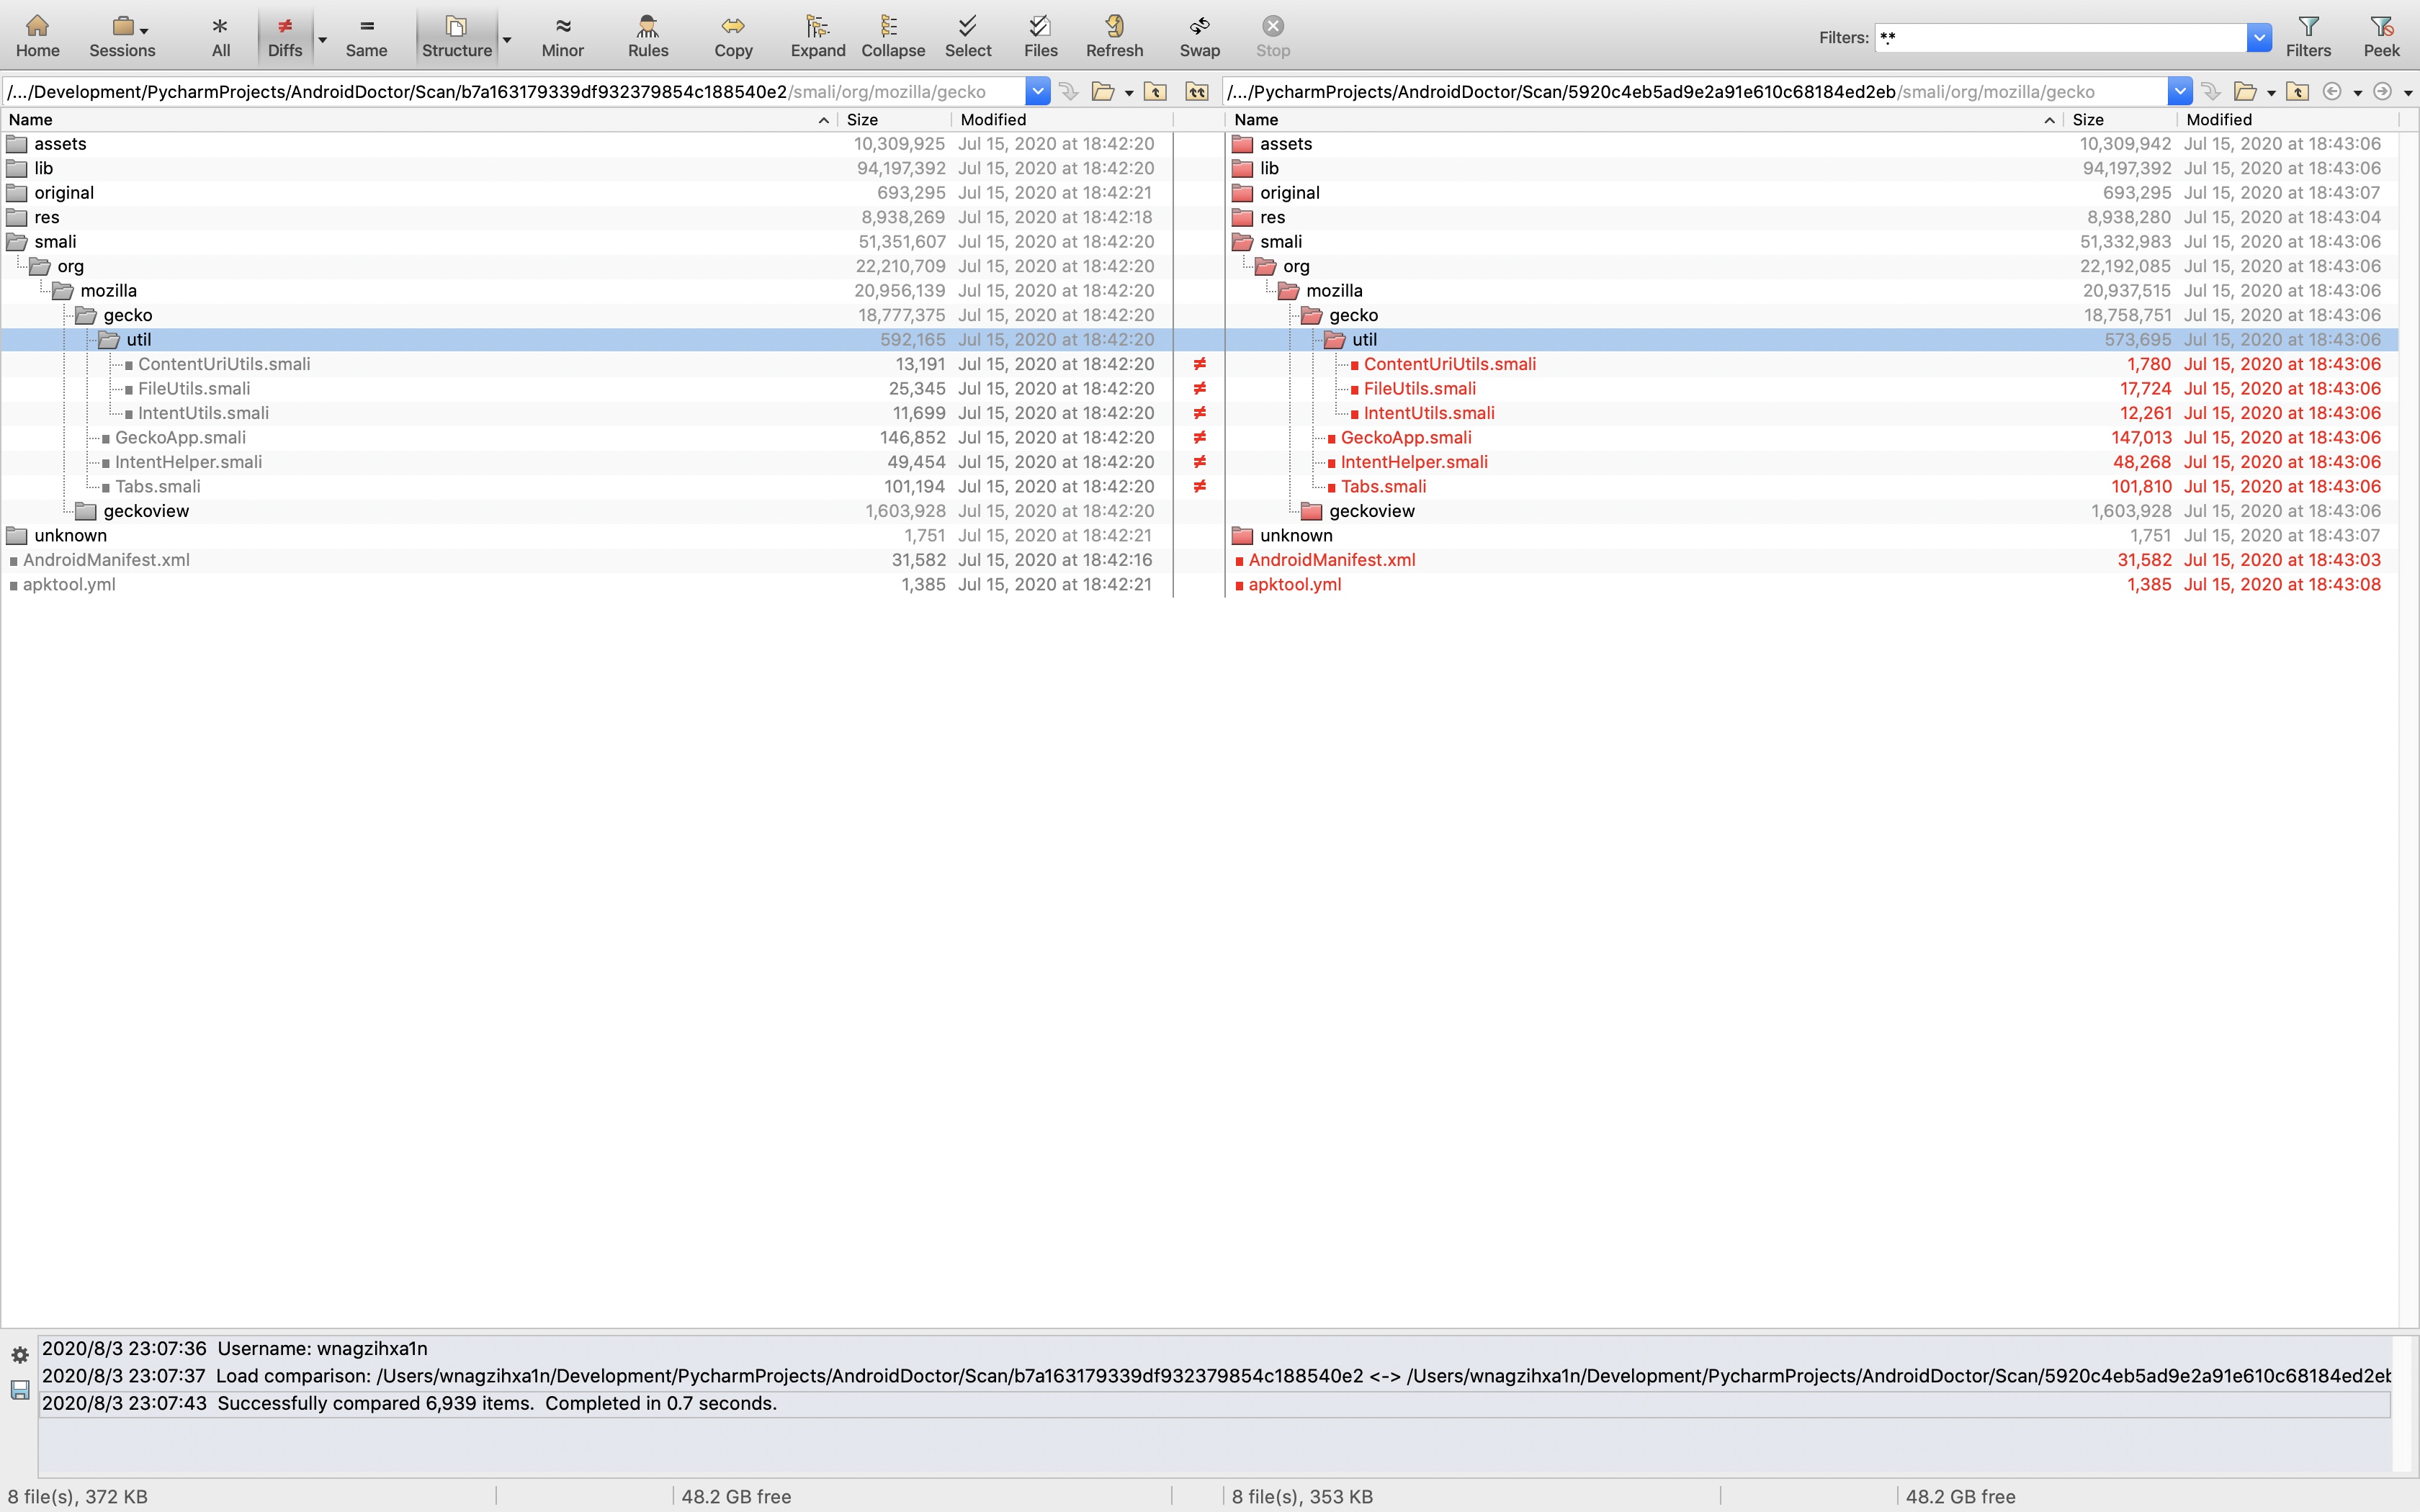 Home Sessions All Diffs Same Structure Minor Rules Copy Expand Collapse Select Files Refresh Swap Stop Filters: *.* Filters Peek
/.../Development/PycharmProjects/AndroidDoctor/Scan/b7a163179339df932379854c188540e2/smali/org/mozilla/gecko /.../PycharmProjects/AndroidDoctor/Scan/5920c4eb5ad9e2a91e610c68184ed2eb/smali/org/mozilla/gecko
Name Size Modified Name Size Modified
assets 10,309,925 Jul 15, 2020 at 18:42:20 assets 10,309,942 Jul 15, 2020 at 18:43:06
lib 94,197,392 Jul 15, 2020 at 18:42:20 lib 94,197,392 Jul 15, 2020 at 18:43:06
original 693,295 Jul 15, 2020 at 18:42:21 original 693,295 Jul 15, 2020 at 18:43:07
res 8,938,269 Jul 15, 2020 at 18:42:18 res 8,938,280 Jul 15, 2020 at 18:43:04
smali 51,351,607 Jul 15, 2020 at 18:42:20 smali 51,332,983 Jul 15, 2020 at 18:43:06
org 22,210,709 Jul 15, 2020 at 18:42:20 org 22,192,085 Jul 15, 2020 at 18:43:06
mozilla 20,956,139 Jul 15, 2020 at 18:42:20 mozilla 20,937,515 Jul 15, 2020 at 18:43:06
gecko 18,777,375 Jul 15, 2020 at 18:42:20 gecko 18,758,751 Jul 15, 2020 at 18:43:06
util 592,165 Jul 15, 2020 at 18:42:20 util 573,695 Jul 15, 2020 at 18:43:06
ContentUriUtils.smali 13,191 Jul 15, 2020 at 18:42:20 ≠ ContentUriUtils.smali 1,780 Jul 15, 2020 at 18:43:06
FileUtils.smali 25,345 Jul 15, 2020 at 18:42:20 ≠ FileUtils.smali 17,724 Jul 15, 2020 at 18:43:06
IntentUtils.smali 11,699 Jul 15, 2020 at 18:42:20 ≠ IntentUtils.smali 12,261 Jul 15, 2020 at 18:43:06
GeckoApp.smali 146,852 Jul 15, 2020 at 18:42:20 ≠ GeckoApp.smali 147,013 Jul 15, 2020 at 18:43:06
IntentHelper.smali 49,454 Jul 15, 2020 at 18:42:20 ≠ IntentHelper.smali 48,268 Jul 15, 2020 at 18:43:06
Tabs.smali 101,194 Jul 15, 2020 at 18:42:20 ≠ Tabs.smali 101,810 Jul 15, 2020 at 18:43:06
geckoview 1,603,928 Jul 15, 2020 at 18:42:20 geckoview 1,603,928 Jul 15, 2020 at 18:43:06
unknown 1,751 Jul 15, 2020 at 18:42:21 unknown 1,751 Jul 15, 2020 at 18:43:07
AndroidManifest.xml 31,582 Jul 15, 2020 at 18:42:16 AndroidManifest.xml 31,582 Jul 15, 2020 at 18:43:03
apktool.yml 1,385 Jul 15, 2020 at 18:42:21 apktool.yml 1,385 Jul 15, 2020 at 18:43:08
2020/8/3 23:07:36 Username: wnagzihxa1n
2020/8/3 23:07:37 Load comparison: /Users/wnagzihxa1n/Development/PycharmProjects/AndroidDoctor/Scan/b7a163179339df932379854c188540e2 <-> /Users/wnagzihxa1n/Development/PycharmProjects/AndroidDoctor/Scan/5920c4eb5ad9e2a91e610c68184ed2eb
2020/8/3 23:07:43 Successfully compared 6,939 items. Completed in 0.7 seconds.
8 file(s), 372 KB 48.2 GB free 8 file(s), 353 KB 48.2 GB free